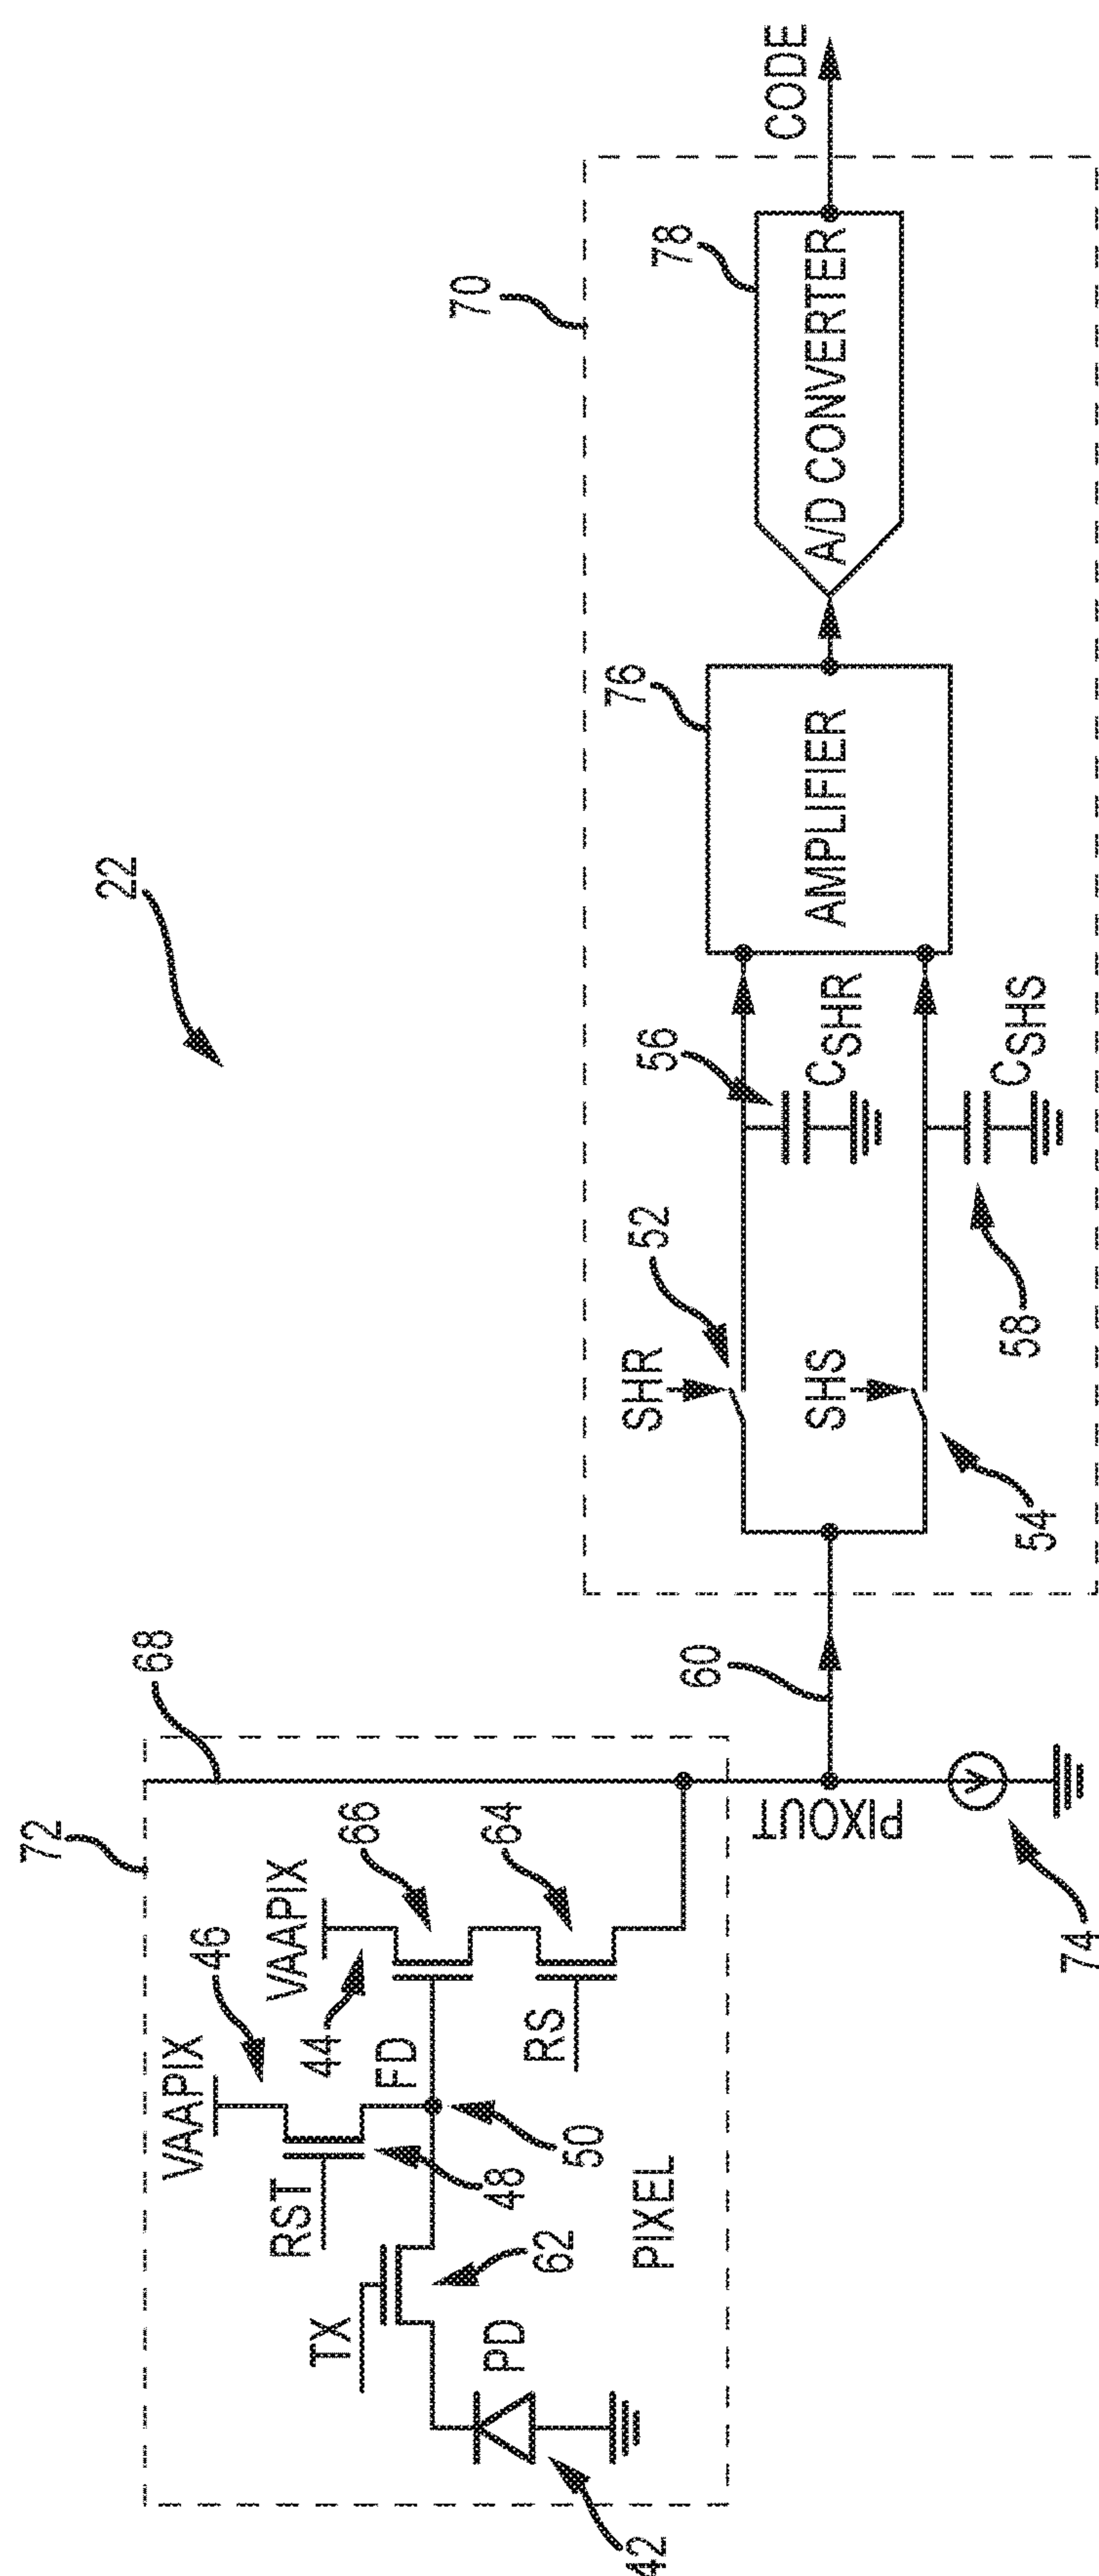 22
72
68
46
VAAPIX
VAAPIX
66
44
RST
TX
FD
48
50
62
RS
64
PD
42
PIXEL
PIXOUT
74
60
70
SHR
52
56
CSHR
SHS
54
58
CSHS
76
AMPLIFIER
78
A/D CONVERTER
CODE